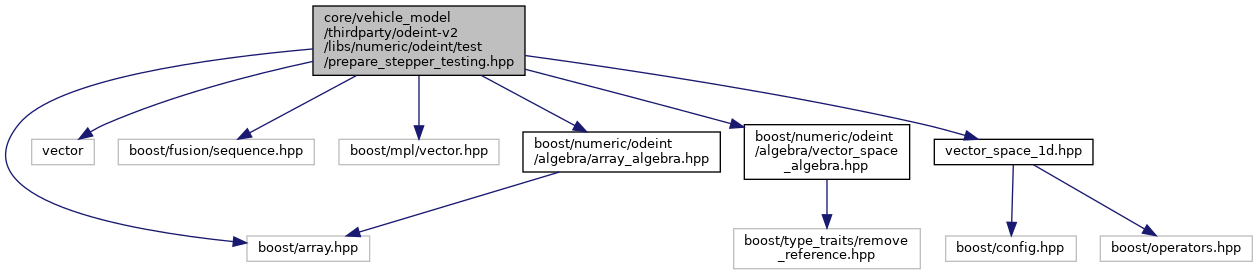 core/vehicle_model
/thirdparty/odeint-v2
/libs/numeric/odeint/test
/prepare_stepper_testing.hpp
vector
boost/fusion/sequence.hpp
boost/mpl/vector.hpp
boost/numeric/odeint
/algebra/array_algebra.hpp
boost/numeric/odeint
/algebra/vector_space
_algebra.hpp
vector_space_1d.hpp
boost/array.hpp
boost/type_traits/remove
_reference.hpp
boost/config.hpp
boost/operators.hpp